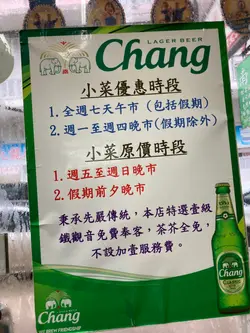 LAGER BEER
Chang
小菜優惠時段
1. 全週七天午市 (包括假期)
2. 週一至週四晚市(假期除外)
小菜原價時段
1. 週五至週日晚市
2. 假期前夕晚市
秉承先嚴傳統，本店特選壹級
鐵觀音免費奉客，茶芥全免，
不設加壹服務費。
Chang
Chang
BEER FRIENDSHIP